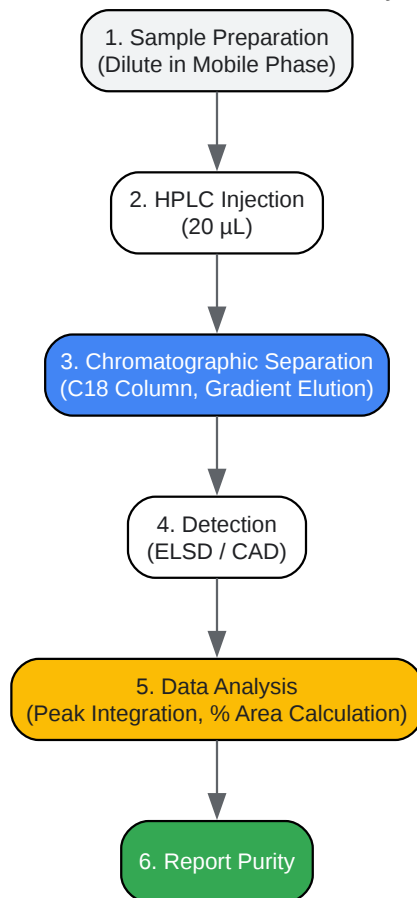 1. Sample Preparation
(Dilute in Mobile Phase)
2. HPLC Injection
(20 µL)
3. Chromatographic Separation
(C18 Column, Gradient Elution)
4. Detection
(ELSD / CAD)
5. Data Analysis
(Peak Integration, % Area Calculation)
6. Report Purity